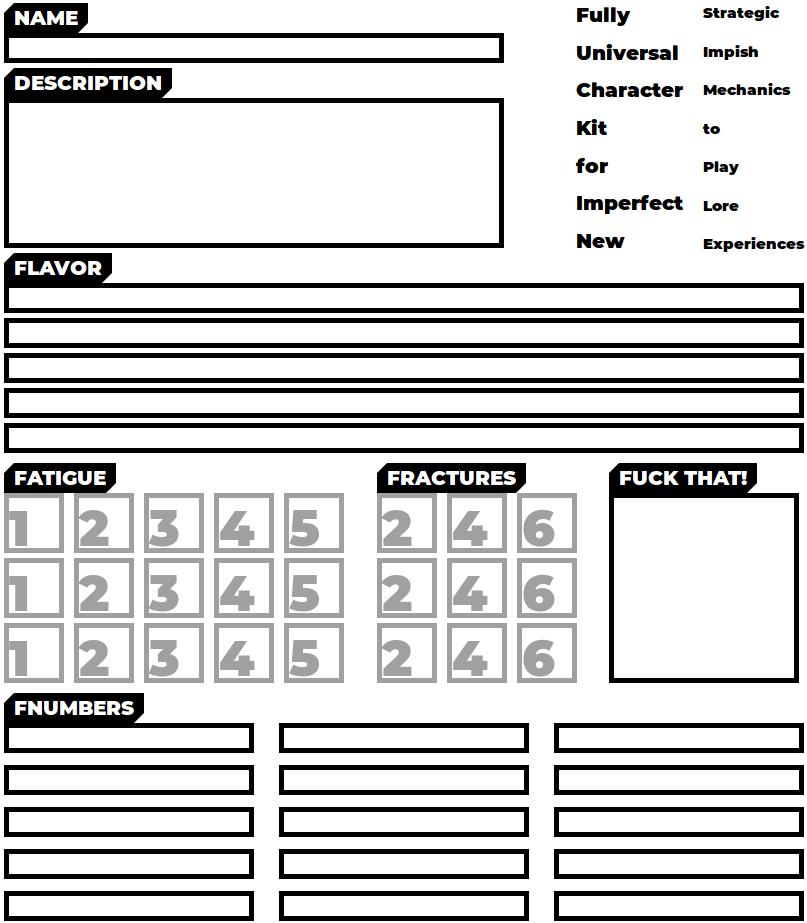 NAME
DESCRIPTION
Fully Strategic
Universal Impish
Character Mechanics
Kit to
for Play
Imperfect Lore
New Experiences
FLAVOR
FATIGUE
1 2 3 4 5
1 2 3 4 5
1 2 3 4 5
FRACTURES
2 4 6
2 4 6
2 4 6
FUCK THAT!
FNUMBERS